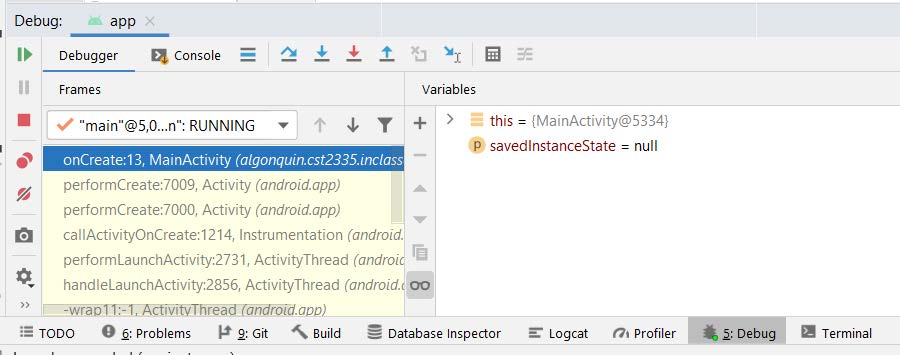 Debug: app
Debugger Console
Frames Variables
"main"@5,0...n": RUNNING
this = {MainActivity@5334}
p savedInstanceState = null
onCreate:13, MainActivity (algonquin.cst2335.inclass
performCreate:7009, Activity (android.app)
performCreate:7000, Activity (android.app)
callActivityOnCreate:1214, Instrumentation (android.
performLaunchActivity:2731, ActivityThread (android.
handleLaunchActivity:2856, ActivityThread (android.
-wrap11:-1, ActivityThread (android.app)
TODO 6: Problems 9: Git Build Database Inspector Logcat Profiler 5: Debug Terminal